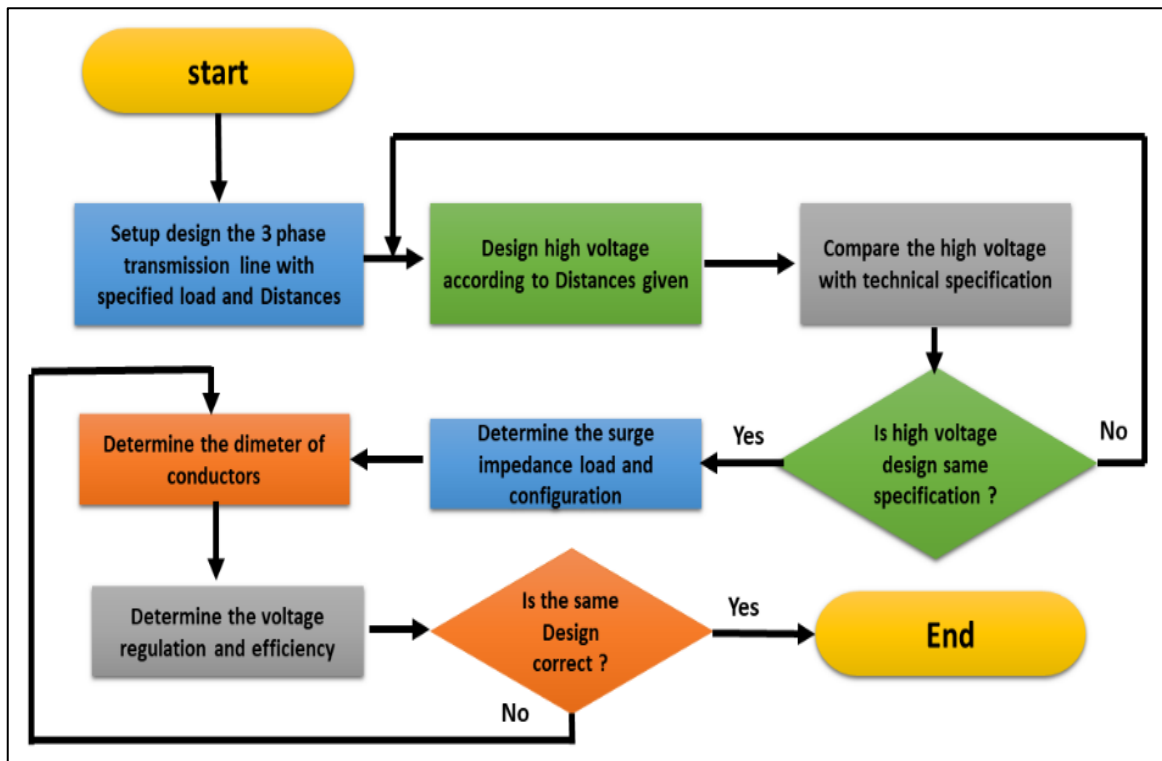 start
Setup design the 3 phase
transmission line with
specified load and Distances
Design high voltage
according to Distances given
Compare the high voltage
with technical specification
Is high voltage
design same
specification ?
No
Yes
Determine the surge
impedance load and
configuration
Determine the dimeter of
conductors
Determine the voltage
regulation and efficiency
Is the same
Design
correct ?
Yes
No
End